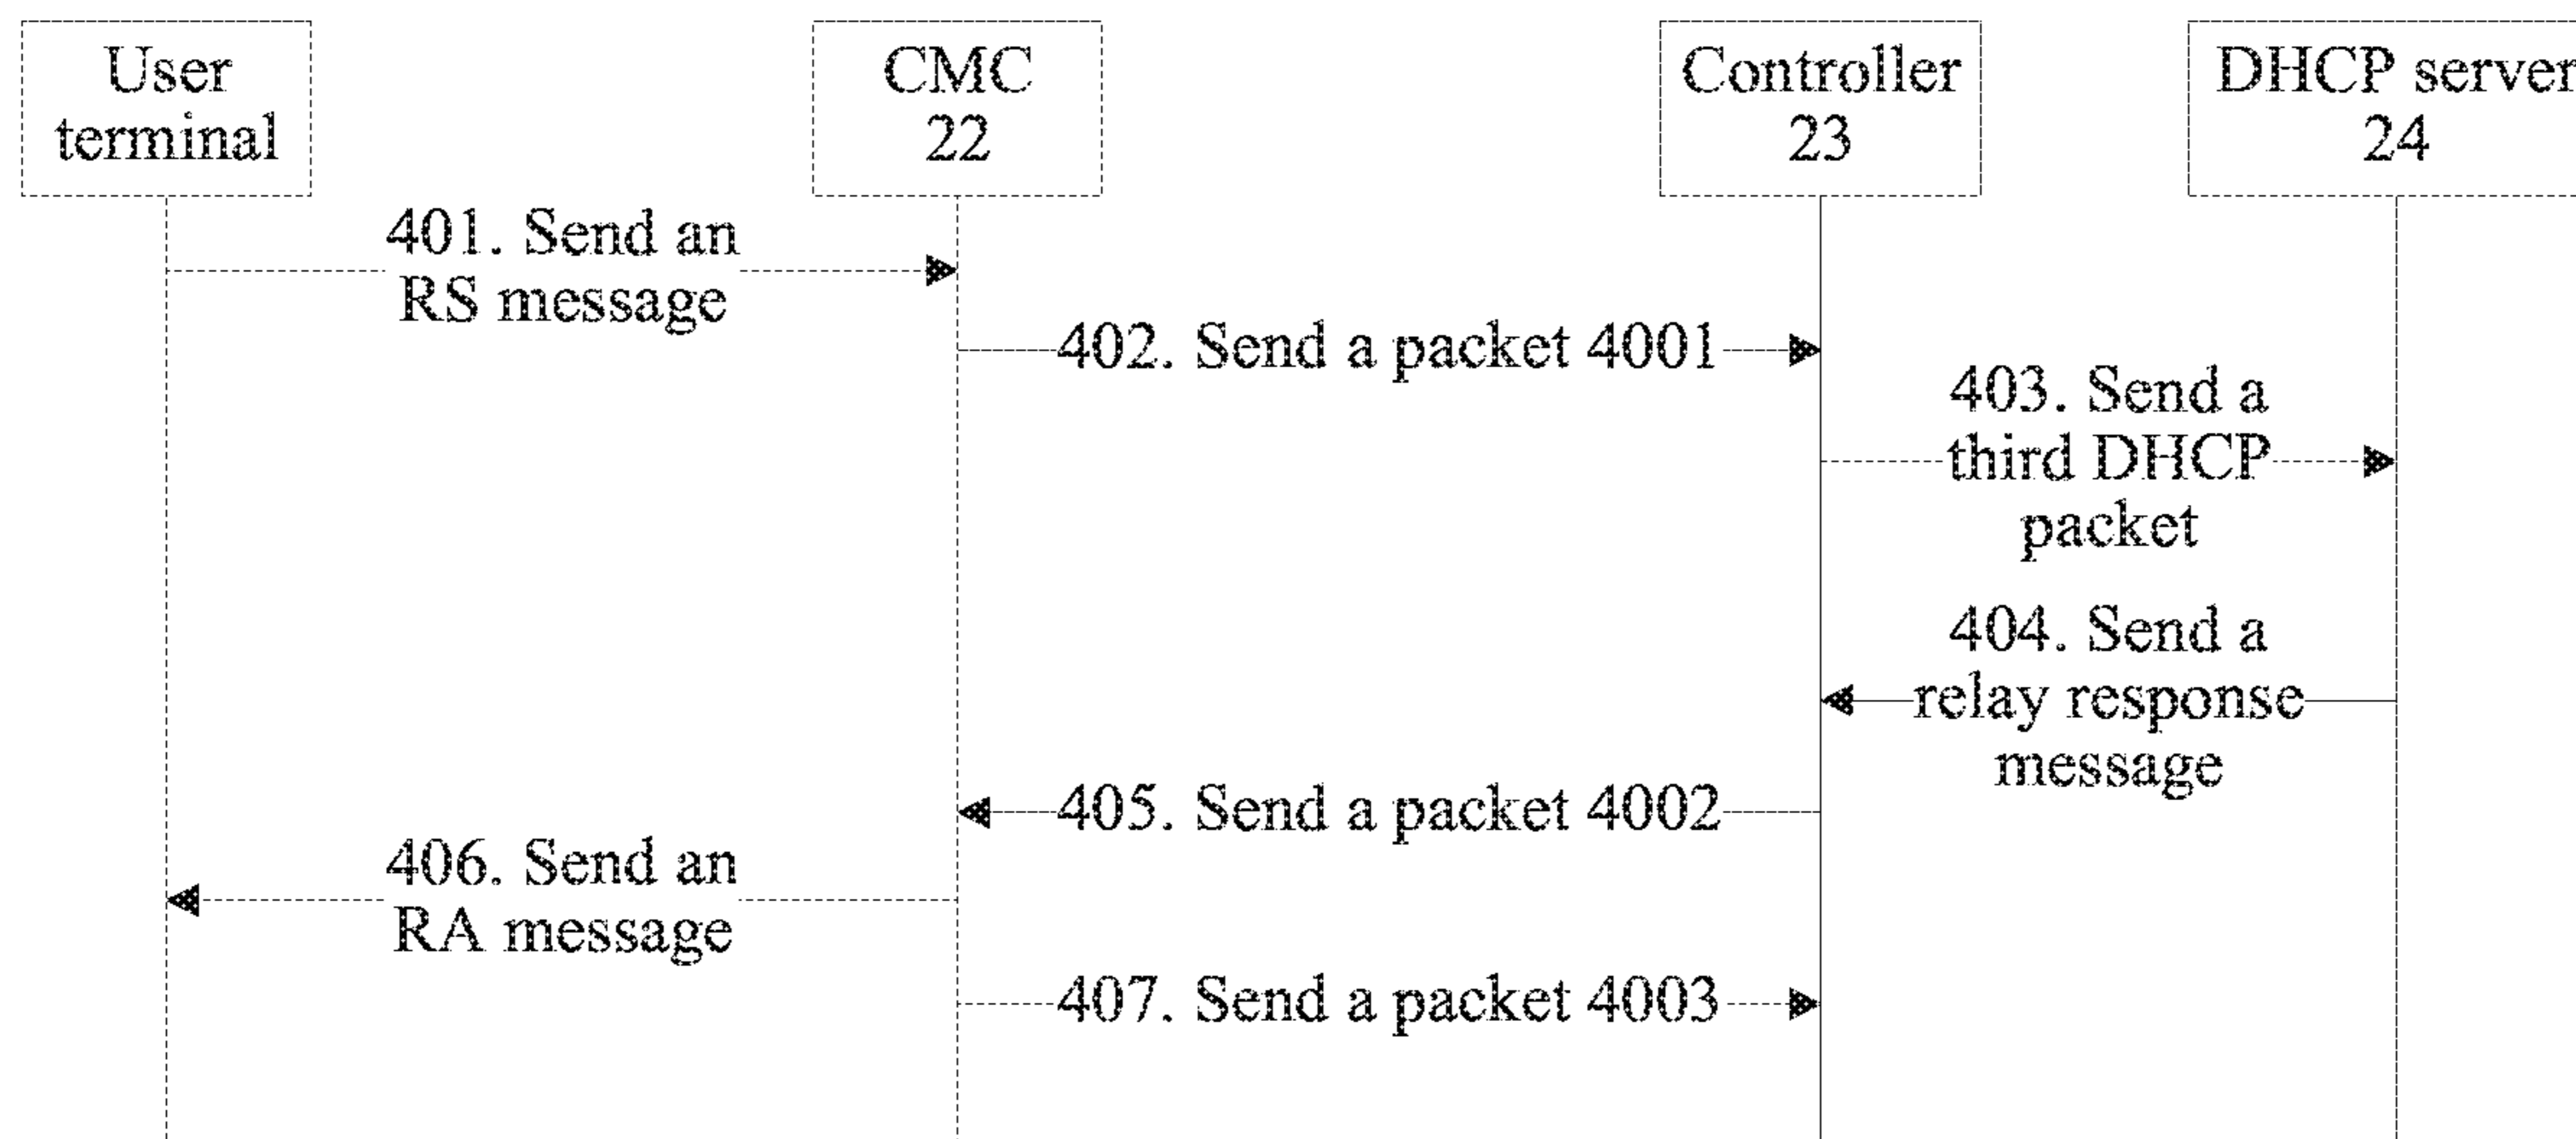 User
terminal
CMC
22
Controller
23
DHCP server
24
401. Send an
RS message
402. Send a packet 4001
403. Send a
third DHCP
packet
404. Send a
relay response
message
405. Send a packet 4002
406. Send an
RA message
407. Send a packet 4003